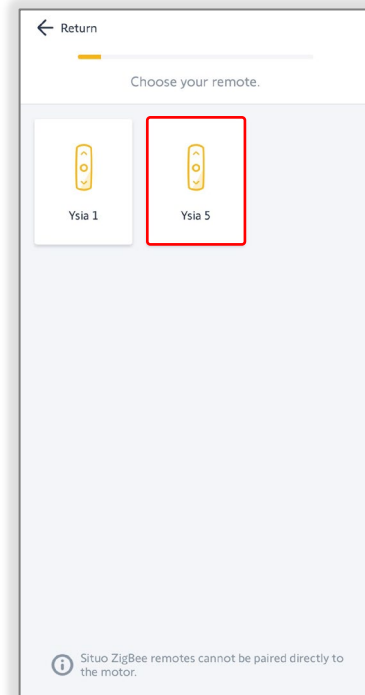 Return
Choose your remote.
Ysia 1
Ysia 5
Situo ZigBee remotes cannot be paired directly to
the motor.